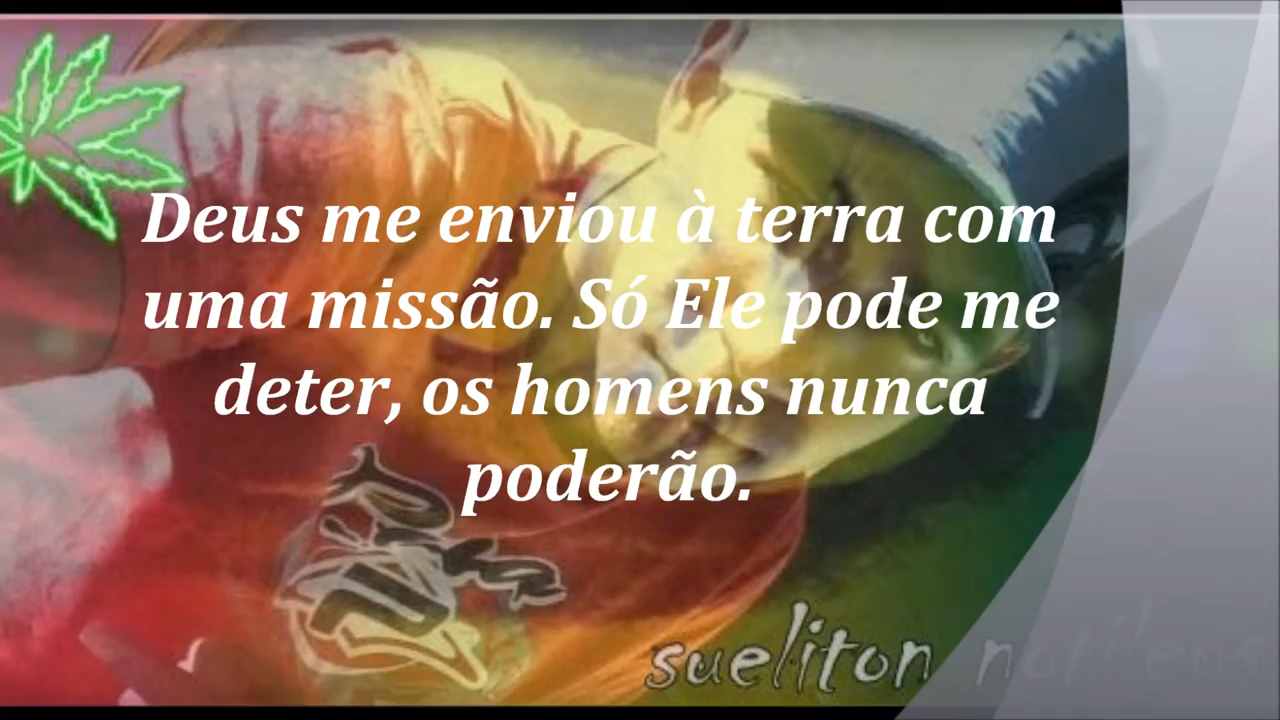 Deus me enviou à terra com
uma missão. Só Ele pode me
deter, os homens nunca
poderão.
sueliton